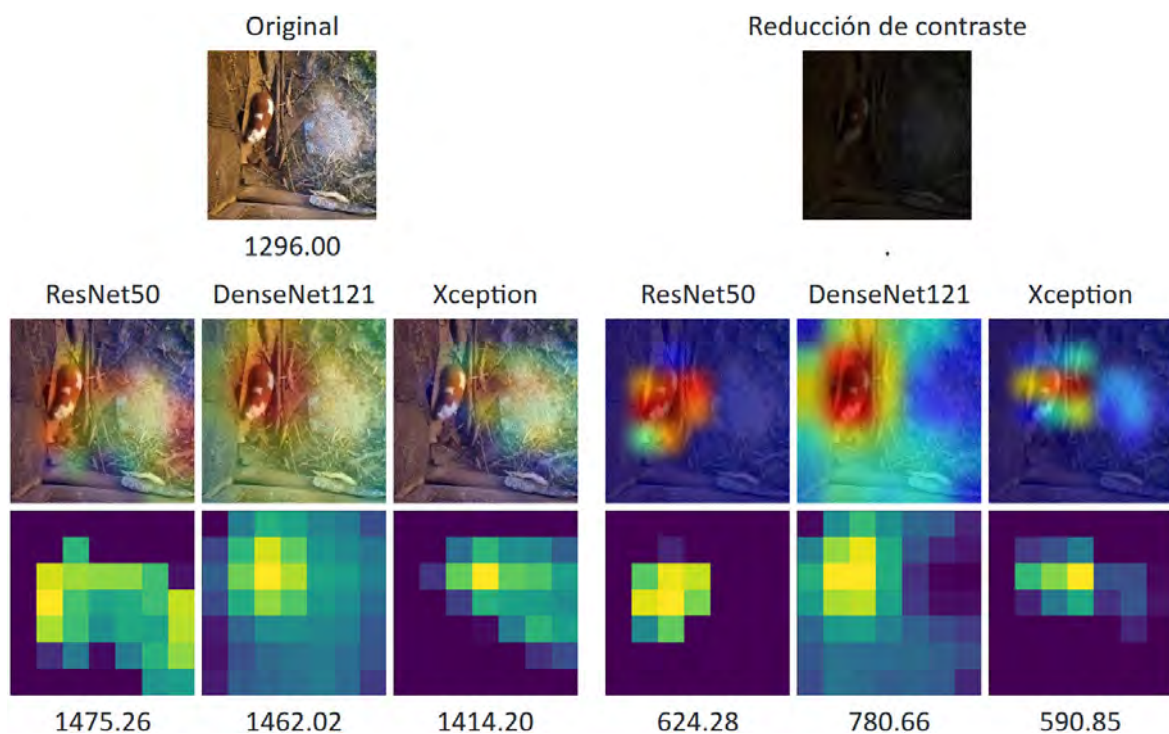 Original
Reducción de contraste
1296.00
.
ResNet50 DenseNet121 Xception
ResNet50 DenseNet121 Xception
1475.26 1462.02 1414.20
624.28 780.66 590.85